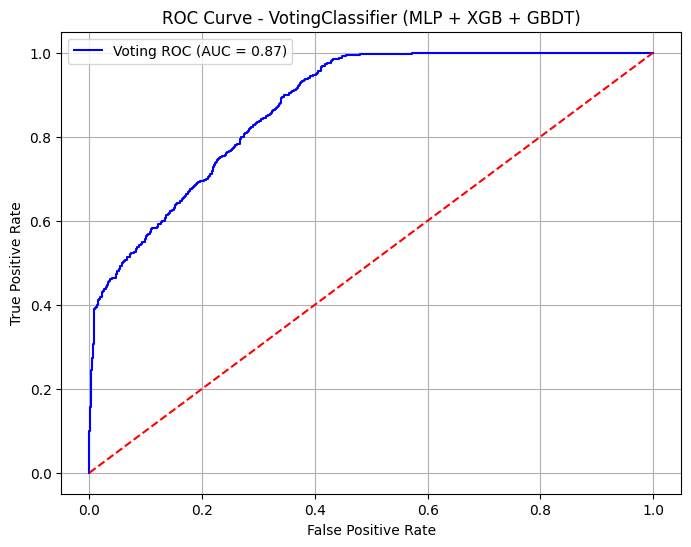 ROC Curve - VotingClassifier (MLP + XGB + GBDT)
Voting ROC (AUC = 0.87)
True Positive Rate
1.0
0.8
0.6
0.4
0.2
0.0
0.0 0.2 0.4 0.6 0.8 1.0
False Positive Rate